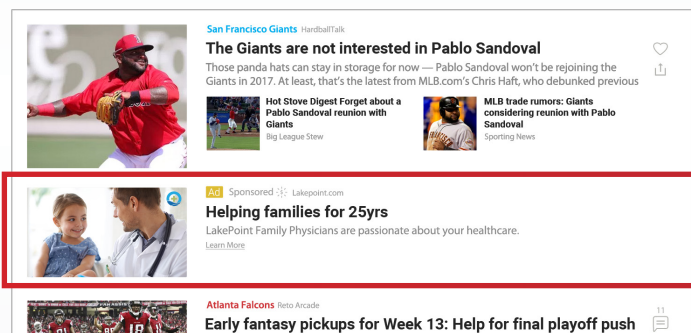 San Francisco Giants HardballTalk
The Giants are not interested in Pablo Sandoval
Those panda hats can stay in storage for now — Pablo Sandoval won't be rejoining the
Giants in 2017. At least, that's the latest from MLB.com's Chris Haft, who debunked previous
Hot Stove Digest Forget about a
Pablo Sandoval reunion with
Giants
Big League Stew
MLB trade rumors: Giants
considering reunion with Pablo
Sandoval
Sporting News
Ad Sponsored Lakepoint.com
Helping families for 25yrs
LakePoint Family Physicians are passionate about your healthcare.
Learn More
Atlanta Falcons Reto Arcade
11
Early fantasy pickups for Week 13: Help for final playoff push